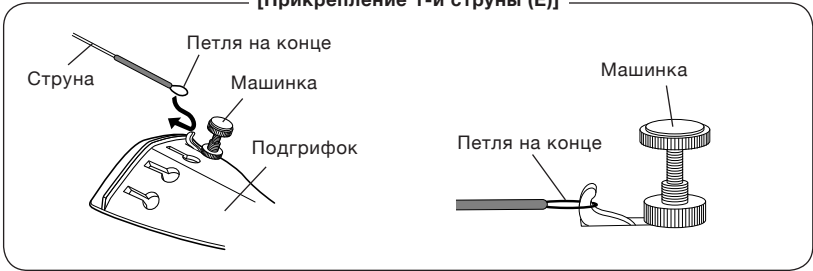 [Прикрепление 1-й струны (E)]
Петля на конце
Струна
Машинка
Подгрифок
Машинка
Петля на конце